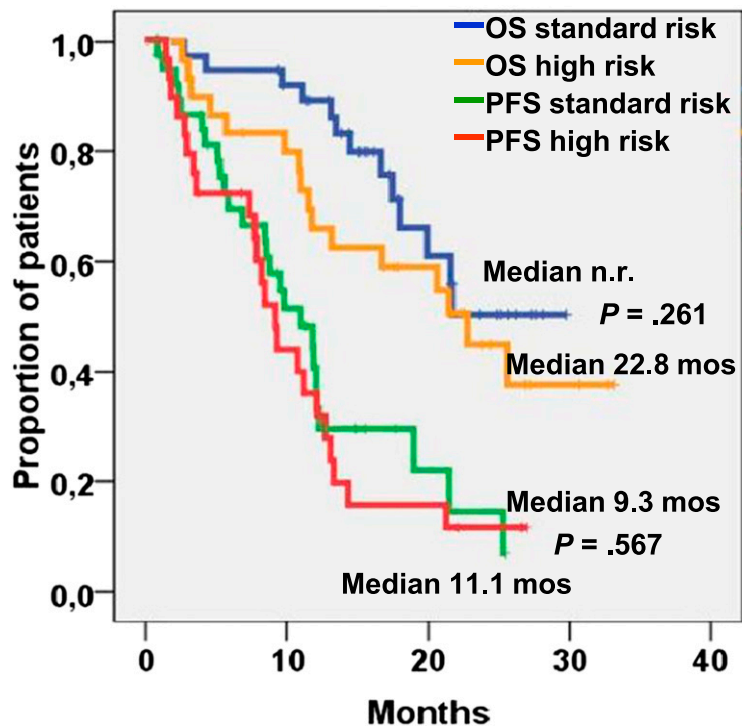 OS standard risk
OS high risk
PFS standard risk
PFS high risk
1,0
0,8
0,6
0,4
0,2
0,0
Proportion of patients
Median n.r.
P = .261
Median 22.8 mos
Median 9.3 mos
P = .567
Median 11.1 mos
0 10 20 30 40
Months